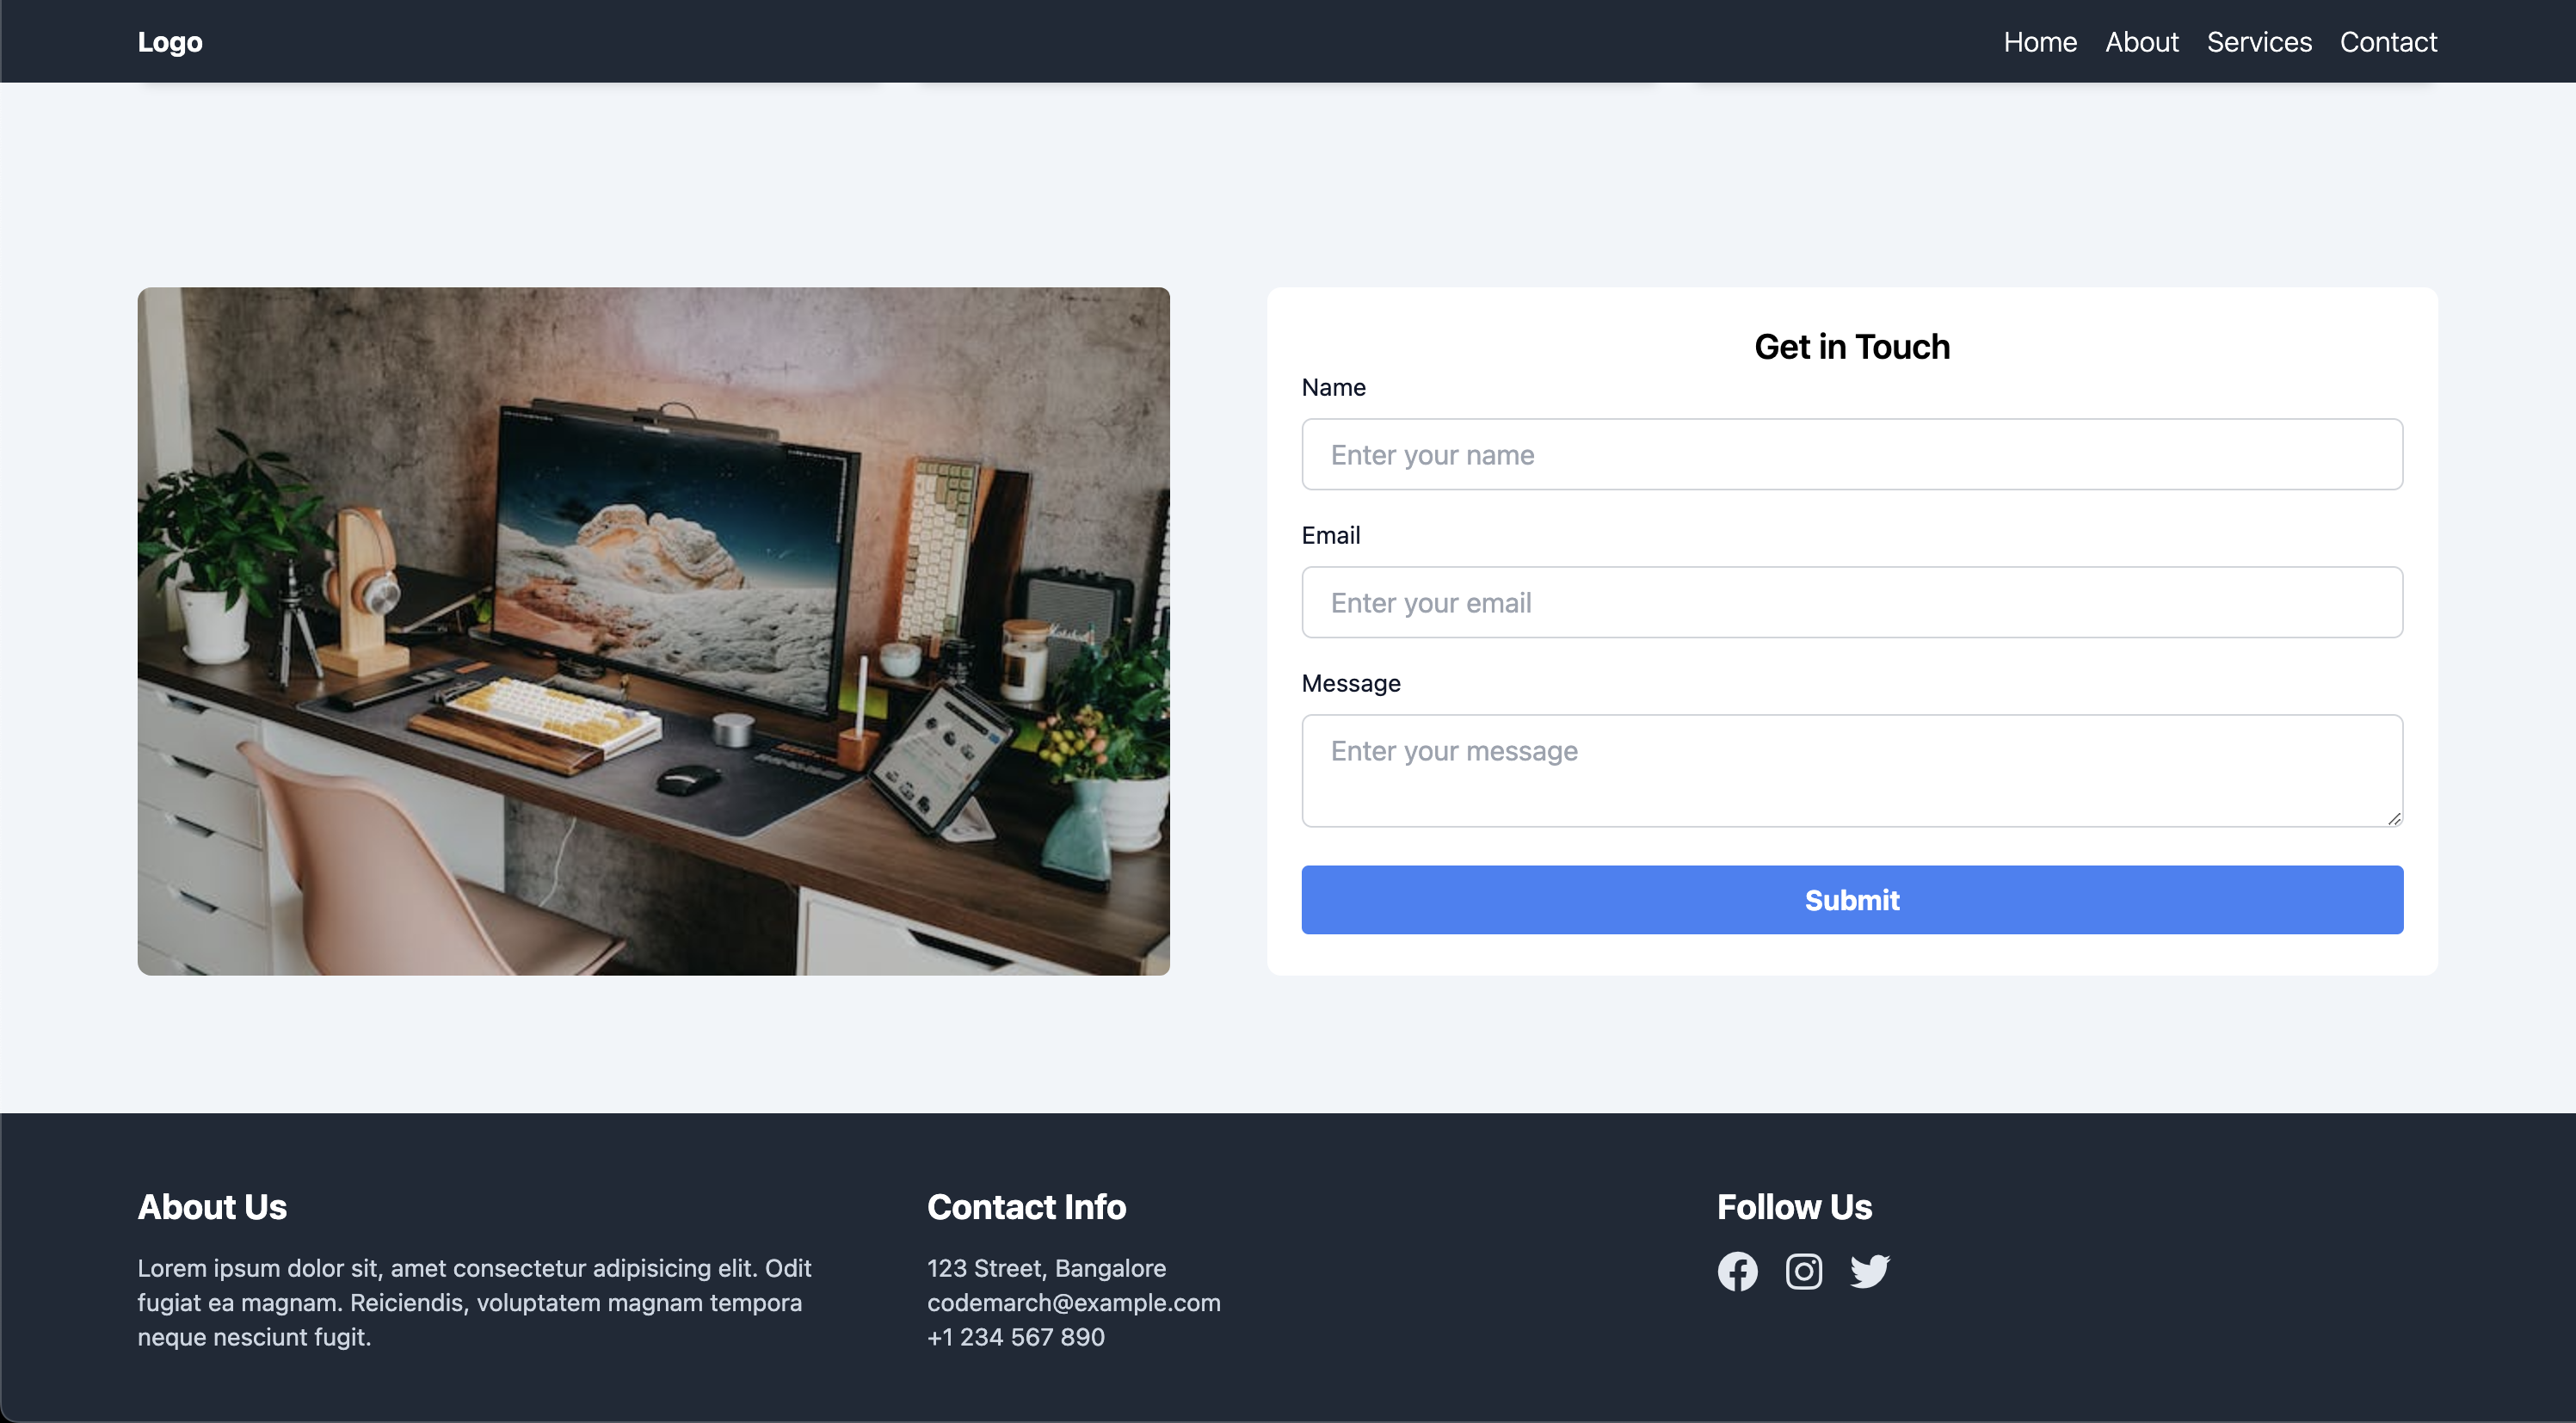 Logo
Home About Services Contact
Get in Touch
Name
Enter your name
Email
Enter your email
Message
Enter your message
Submit
Marshall
About Us
Lorem ipsum dolor sit, amet consectetur adipisicing elit. Odit
fugiat ea magnam. Reiciendis, voluptatem magnam tempora
neque nesciunt fugit.
Contact Info
123 Street, Bangalore
codemarch@example.com
+1 234 567 890
Follow Us